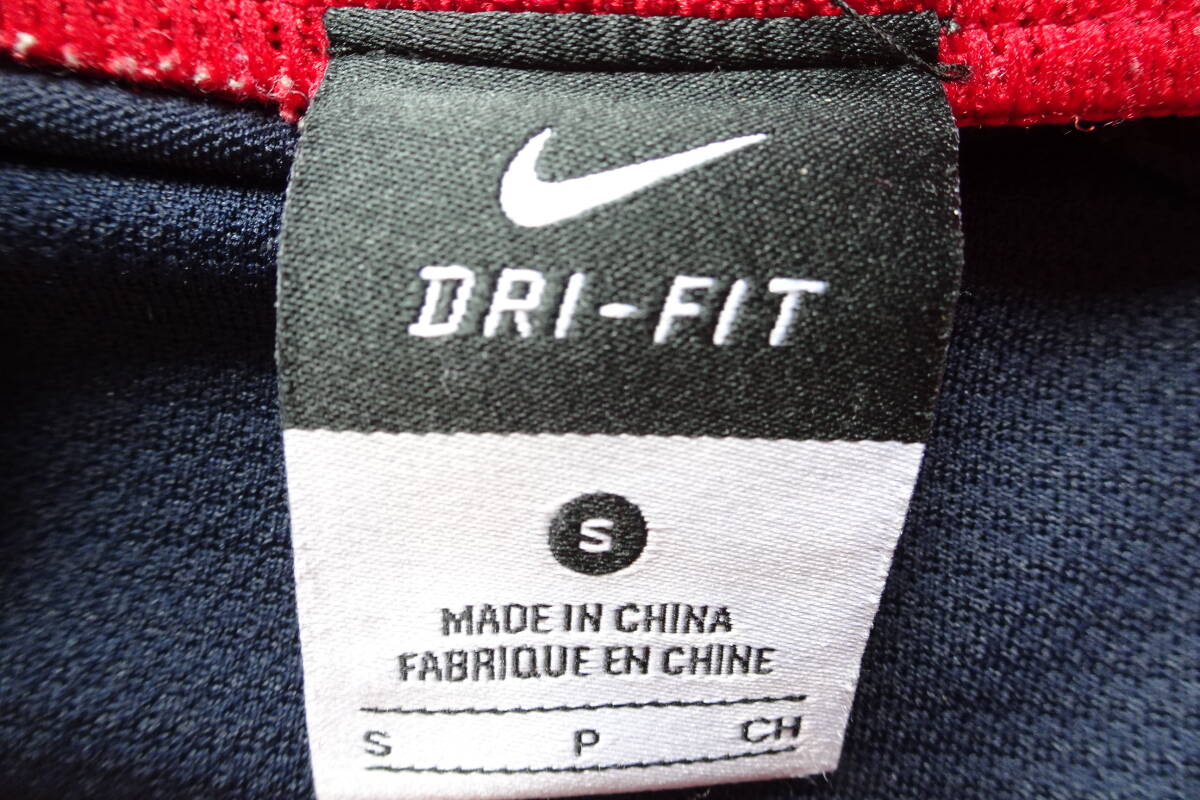 DRI-FIT
S
MADE IN CHINA
FABRIQUE EN CHINE
S P CH